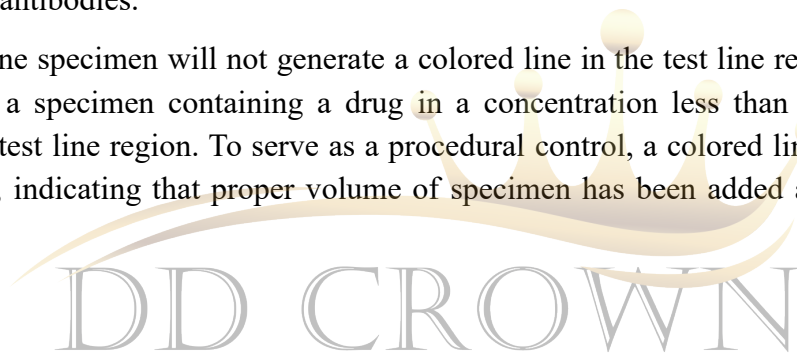 antibodies.
ne specimen will not generate a colored line in the test line re
a specimen containing a drug in a concentration less than
test line region. To serve as a procedural control, a colored lin
, indicating that proper volume of specimen has been added a
DD CROWN